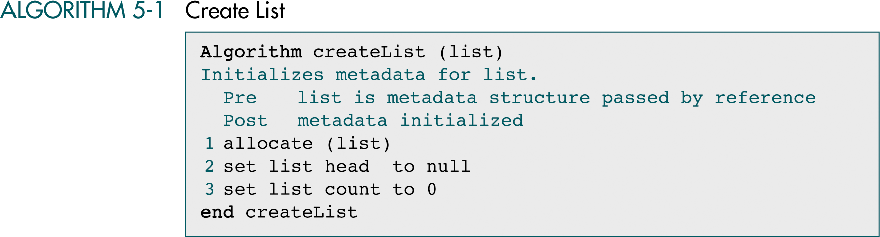 ALGORITHM 5-1 Create List
Algorithm createList (list)
Initializes metadata for list.
Pre list is metadata structure passed by reference
Post metadata initialized
1 allocate (list)
2 set list head to null
3 set list count to 0
end createList